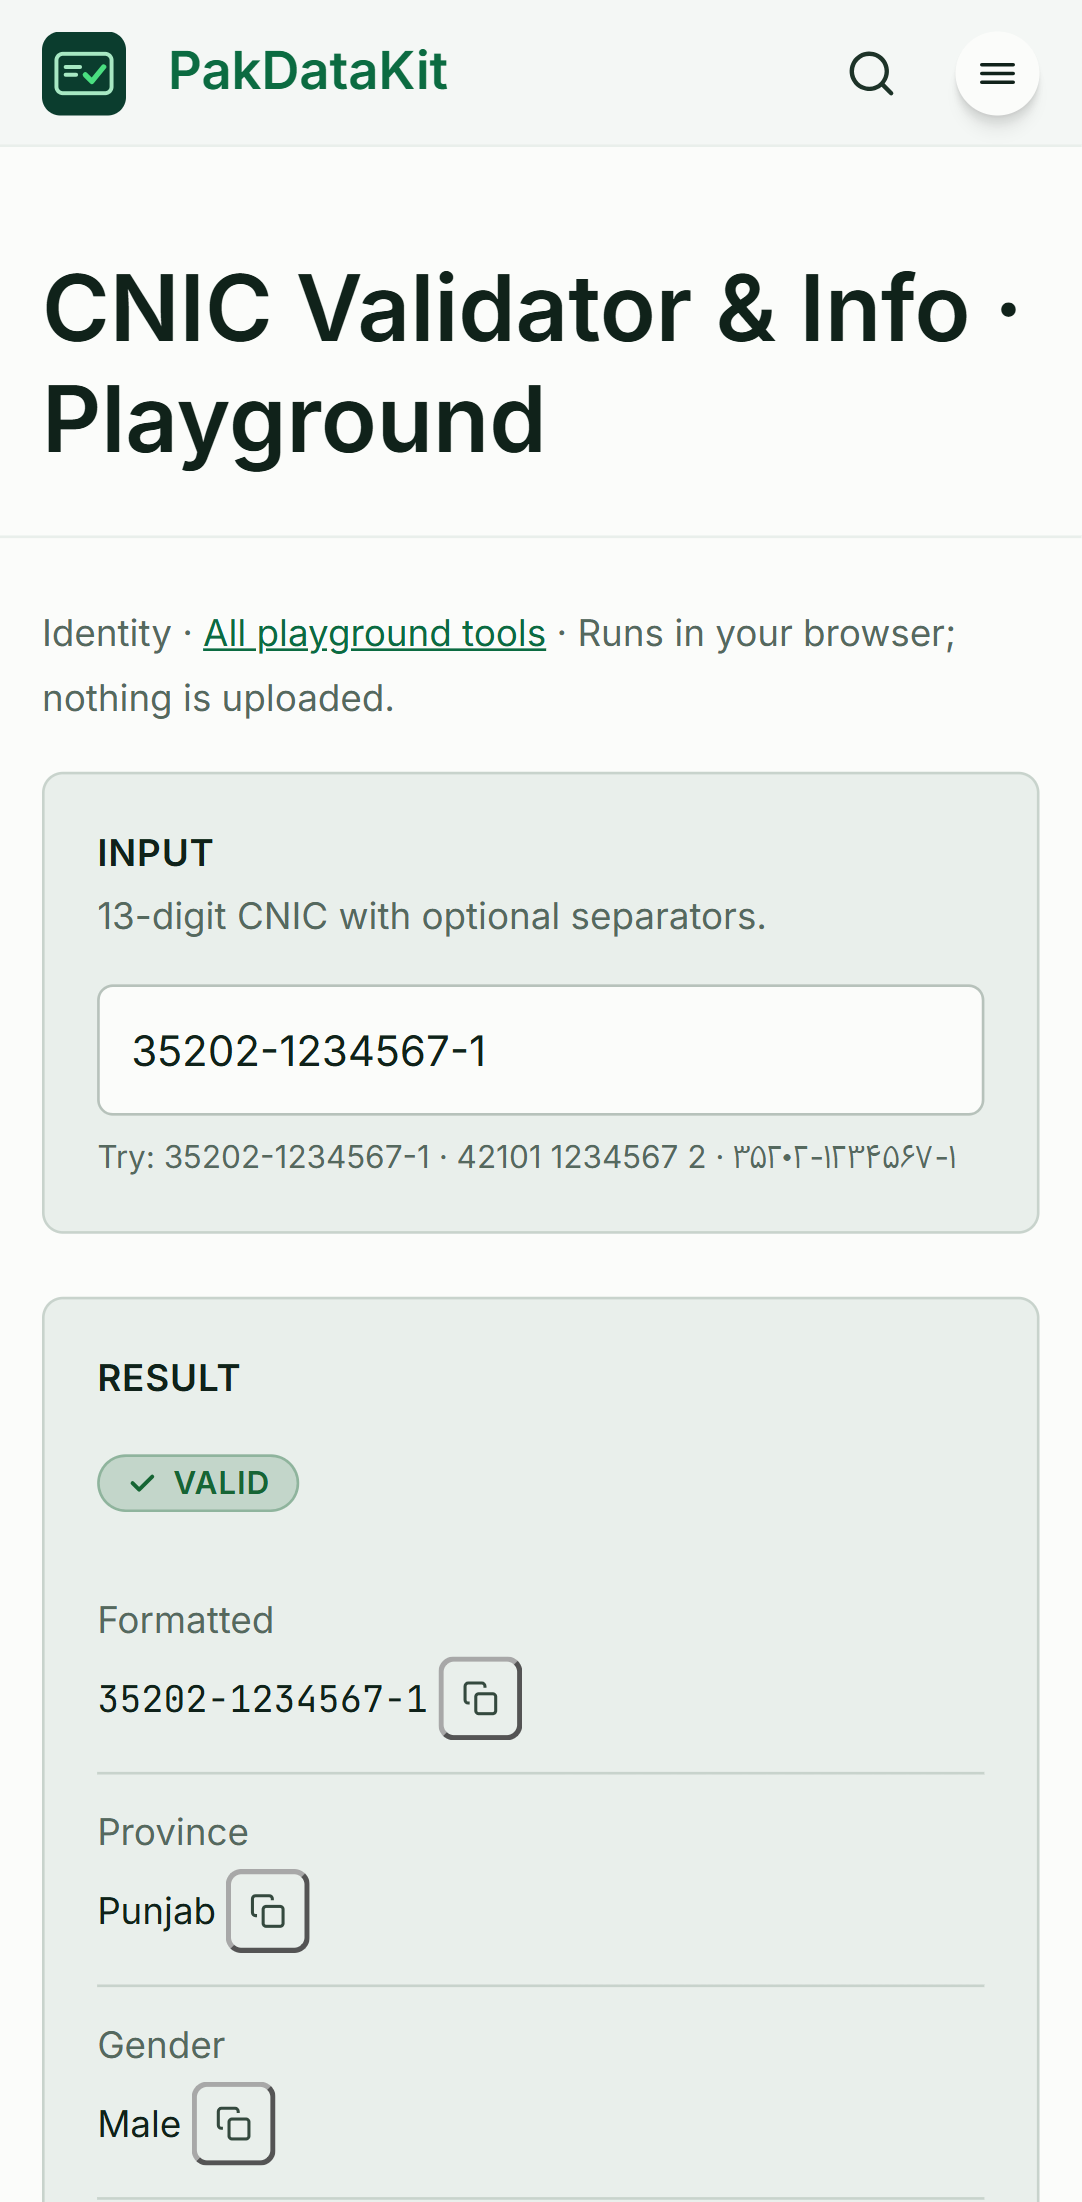 PakDataKit
CNIC Validator & Info ·
Playground
Identity · All playground tools · Runs in your browser;
nothing is uploaded.
INPUT
13-digit CNIC with optional separators.
35202-1234567-1
Try: 35202-1234567-1 · 42101 1234567 2 · ۳۵۲۰۲-۱۲۳۴۵۶۷-۱
RESULT
VALID
Formatted
35202-1234567-1
Province
Punjab
Gender
Male